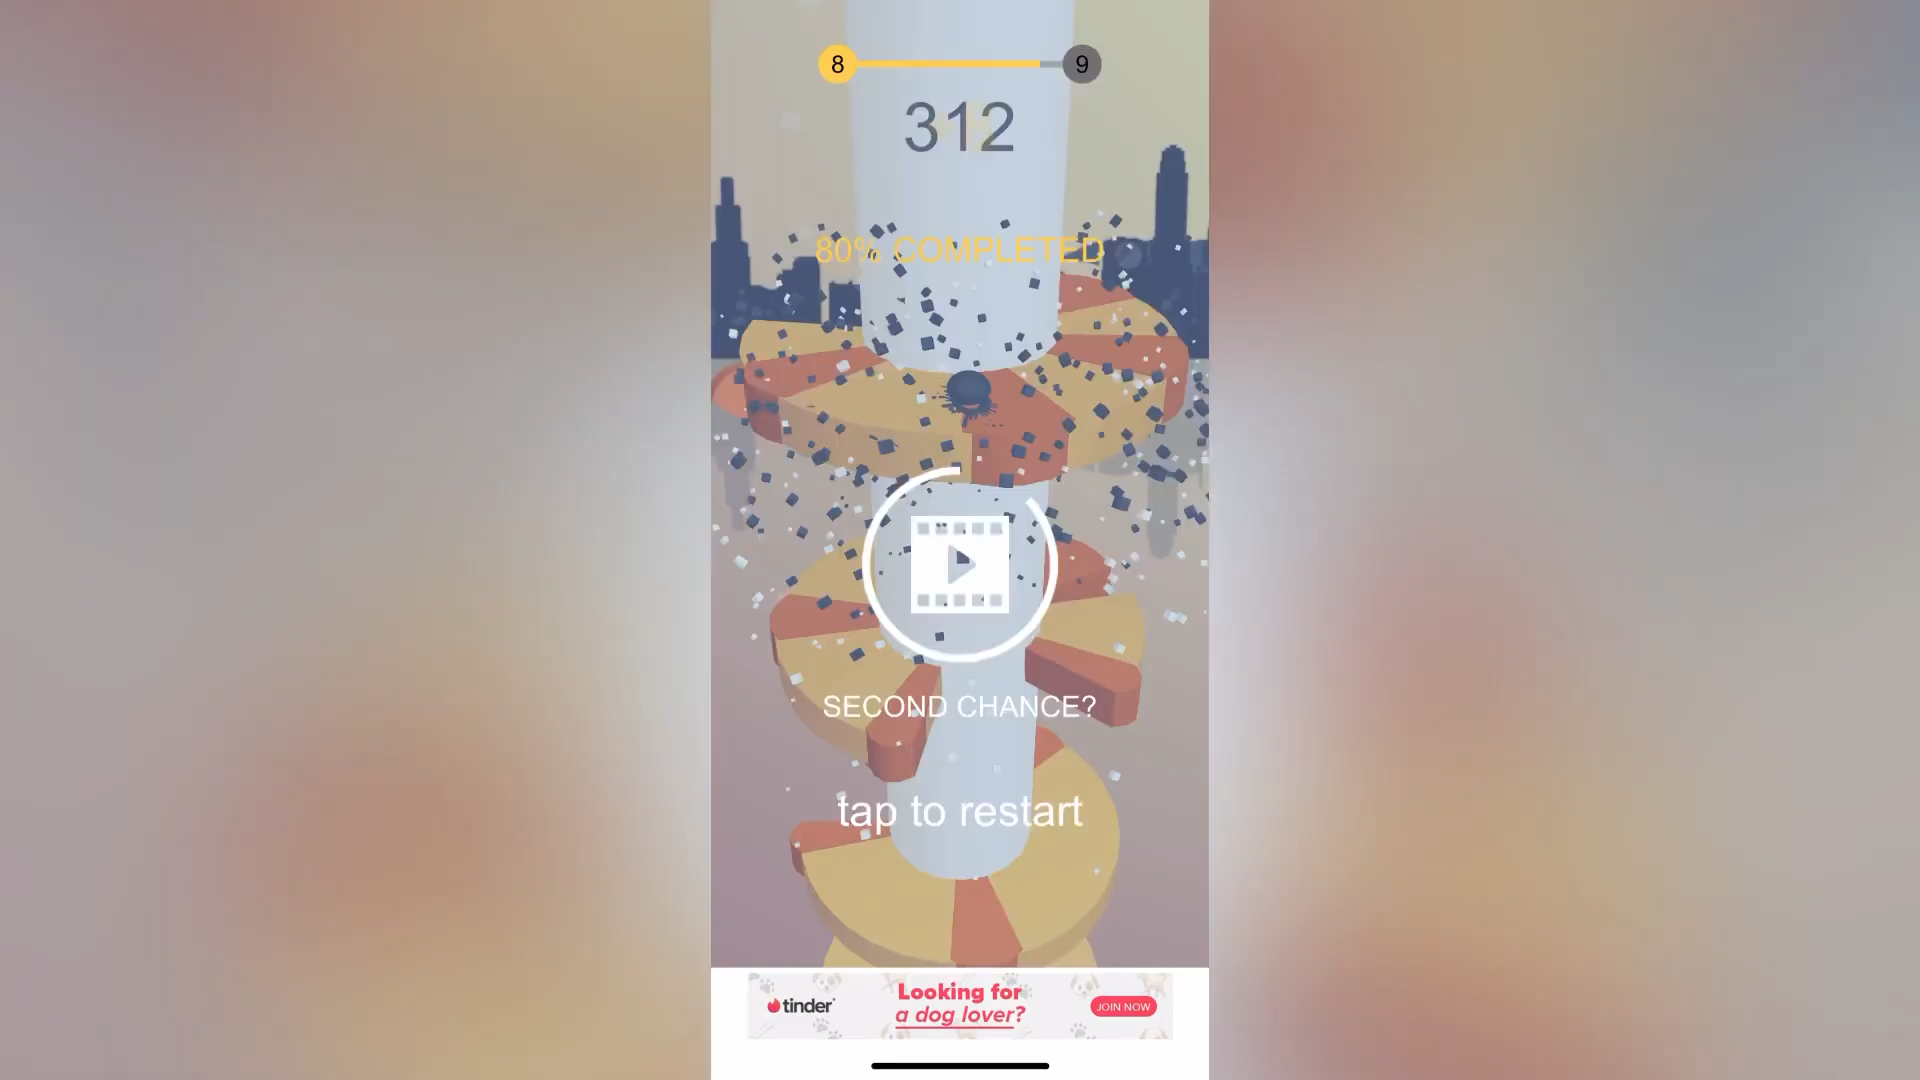 8
9
312
80% COMPLETED
SECOND CHANCE?
tap to restart
tinder
Looking for
a dog lover?
JOIN NOW